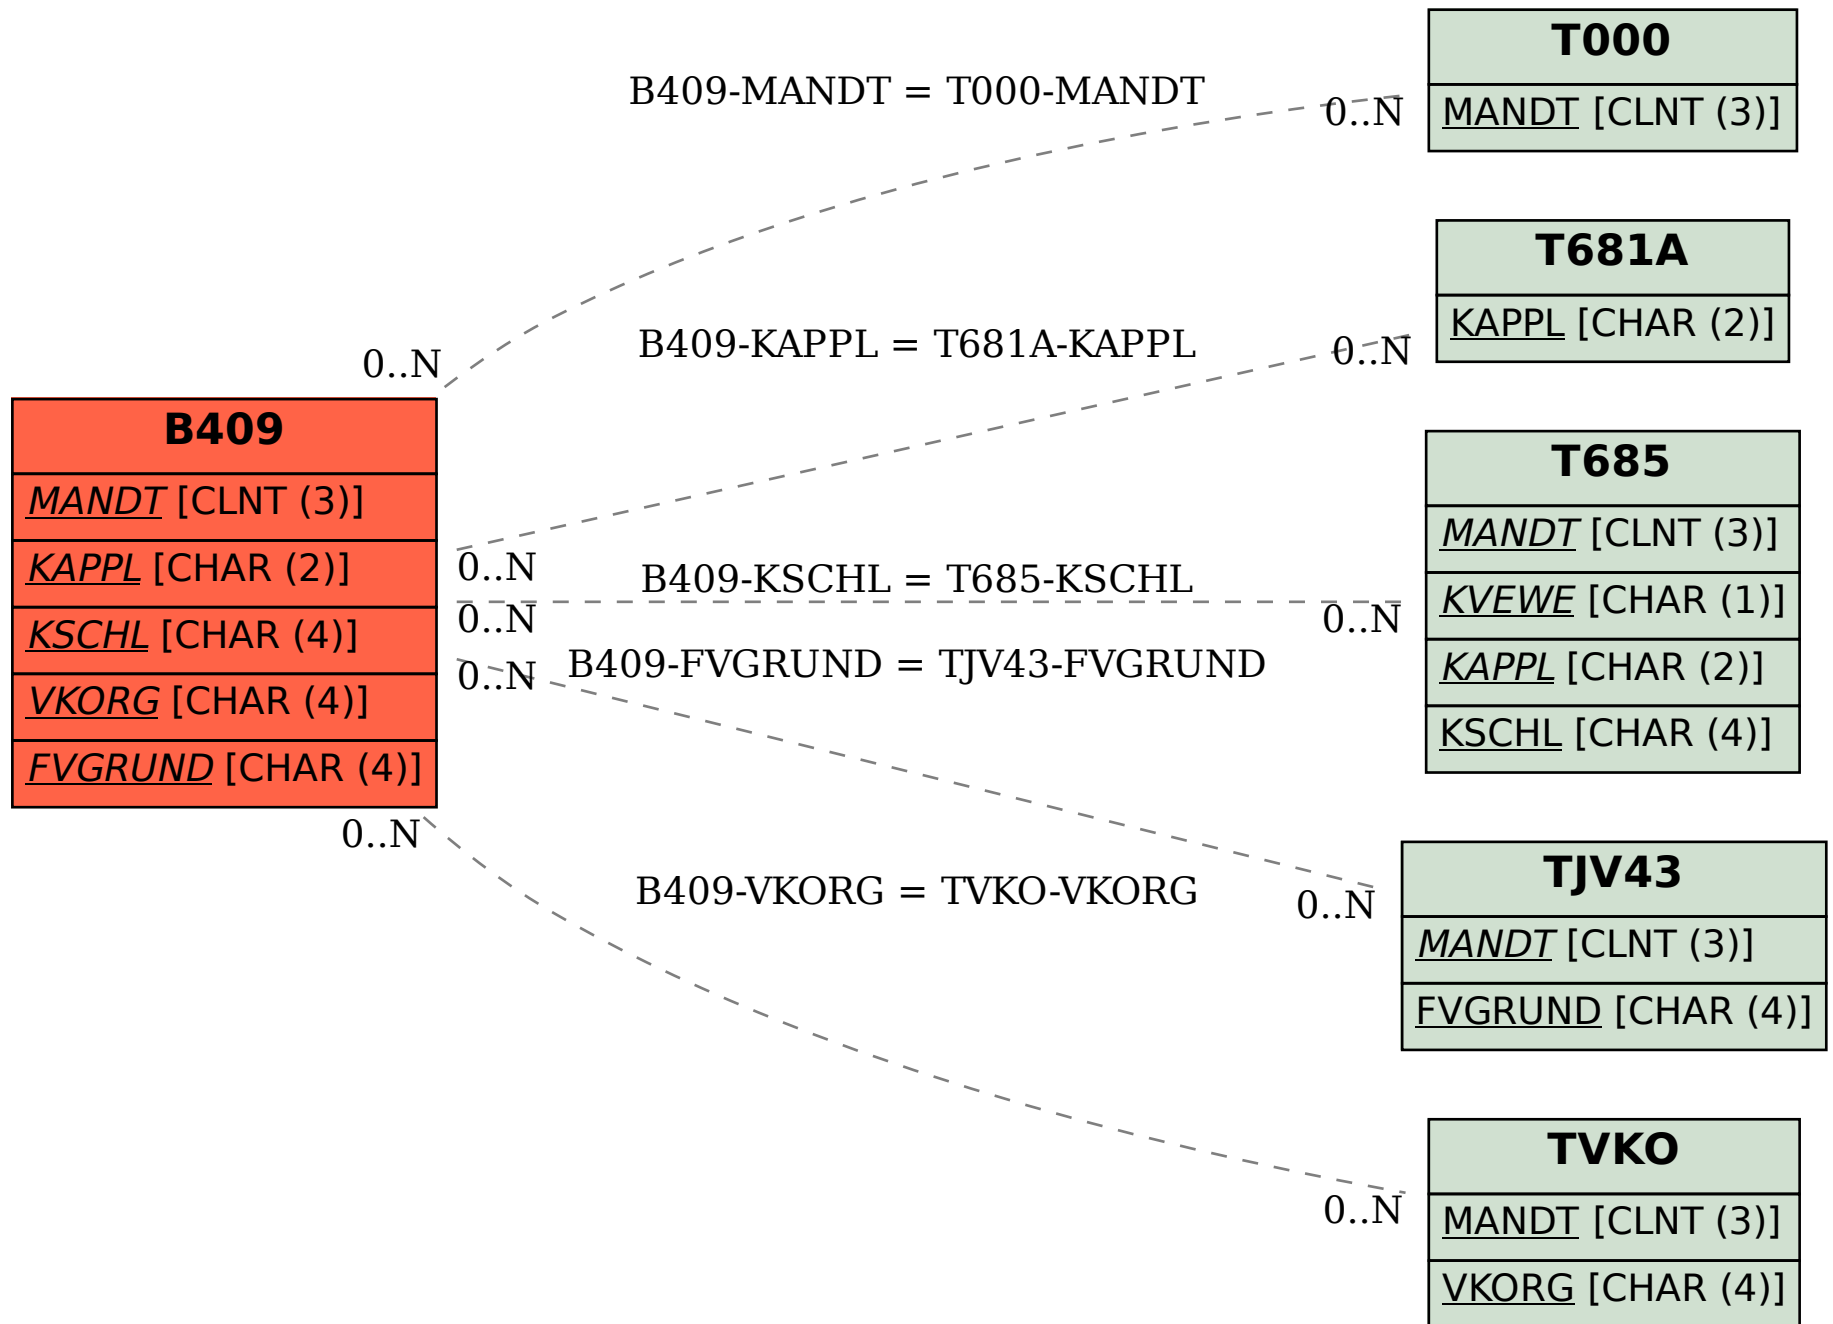 B409
MANDT [CLNT (3)]
KAPPL [CHAR (2)]
KSCHL [CHAR (4)]
VKORG [CHAR (4)]
FVGRUND [CHAR (4)]
B409-MANDT = T000-MANDT
0..N
0..N
B409-KAPPL = T681A-KAPPL
0..N
0..N
B409-KSCHL = T685-KSCHL
0..N
0..N
B409-FVGRUND = TJV43-FVGRUND
0..N
0..N
B409-VKORG = TVKO-VKORG
0..N
0..N
T000
MANDT [CLNT (3)]
T681A
KAPPL [CHAR (2)]
T685
MANDT [CLNT (3)]
KVEWE [CHAR (1)]
KAPPL [CHAR (2)]
KSCHL [CHAR (4)]
TJV43
MANDT [CLNT (3)]
FVGRUND [CHAR (4)]
TVKO
MANDT [CLNT (3)]
VKORG [CHAR (4)]